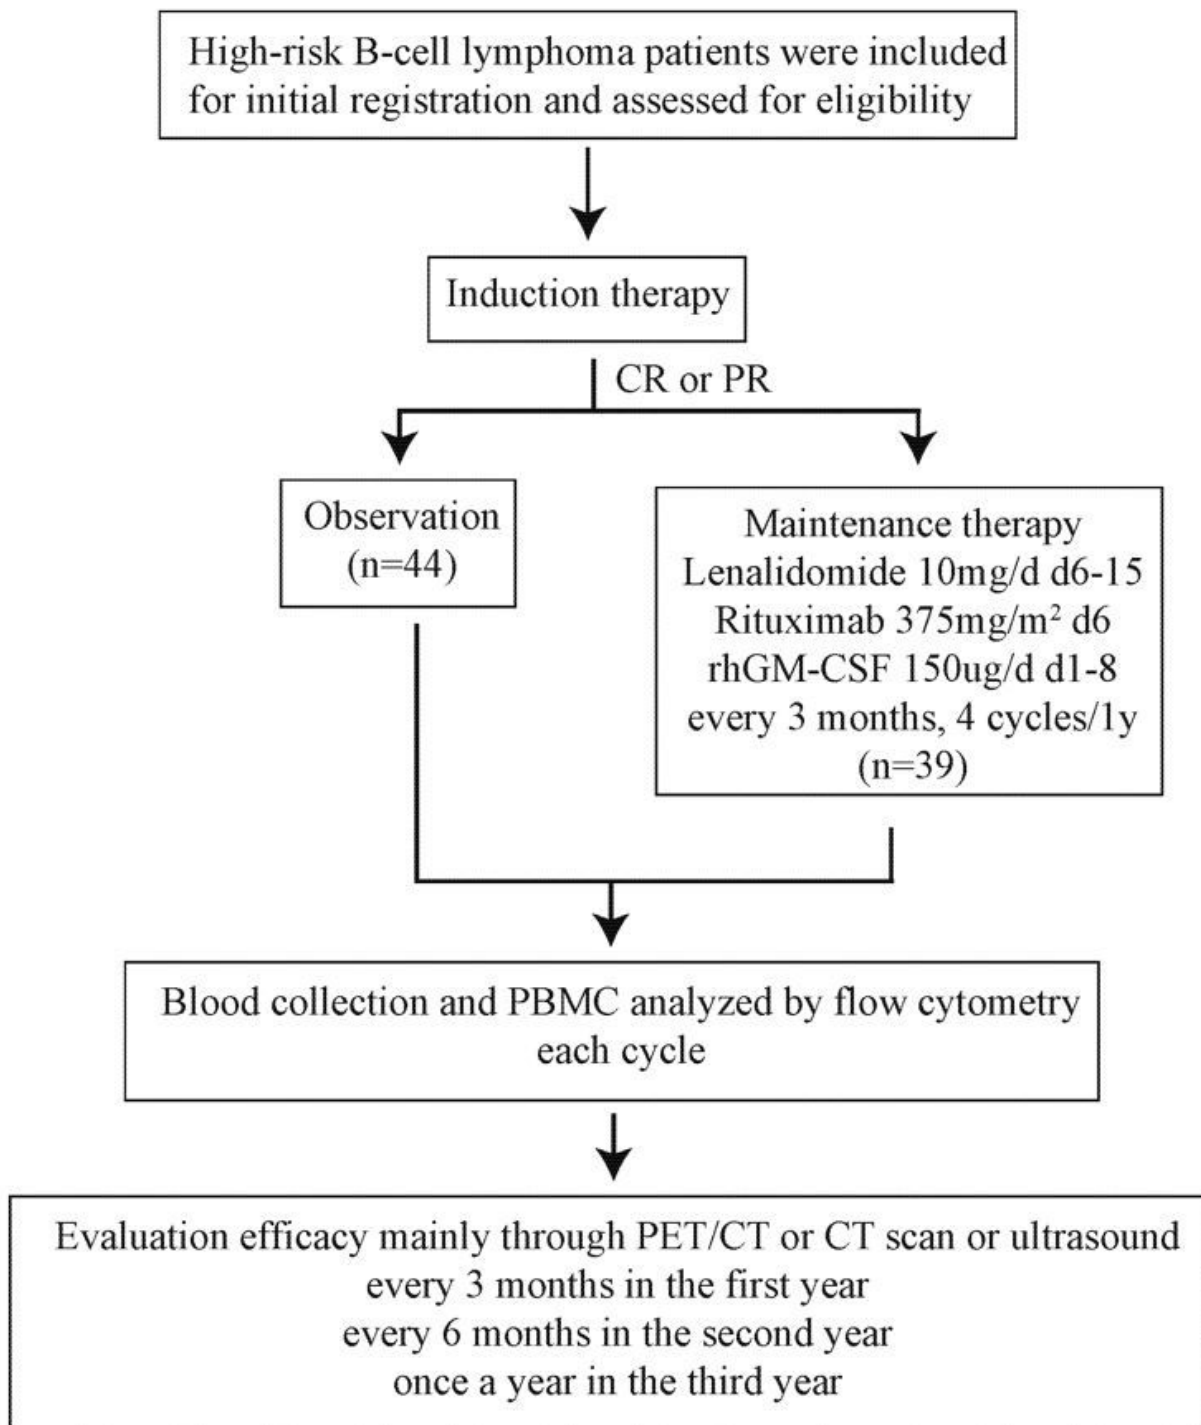 High-risk B-cell lymphoma patients were included
for initial registration and assessed for eligibility
Induction therapy
CR or PR
Observation
(n=44)
Maintenance therapy
Lenalidomide 10mg/d d6-15
Rituximab 375mg/m² d6
rhGM-CSF 150ug/d d1-8
every 3 months, 4 cycles/1y
(n=39)
Blood collection and PBMC analyzed by flow cytometry
each cycle
Evaluation efficacy mainly through PET/CT or CT scan or ultrasound
every 3 months in the first year
every 6 months in the second year
once a year in the third year